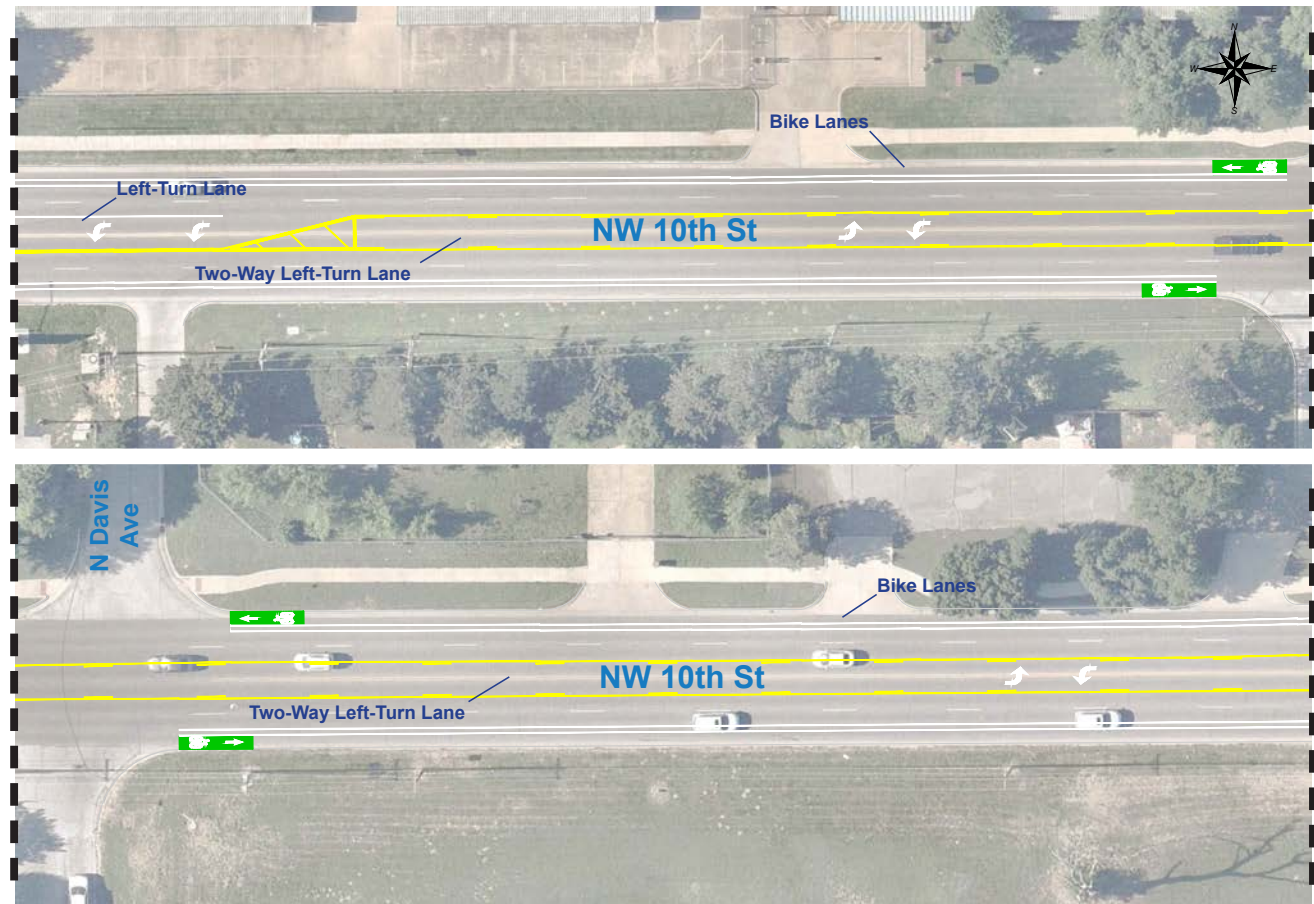 N
W
E
S
Bike Lanes
Left-Turn Lane
NW 10th St
Two-Way Left-Turn Lane
N Davis
Ave
Bike Lanes
NW 10th St
Two-Way Left-Turn Lane